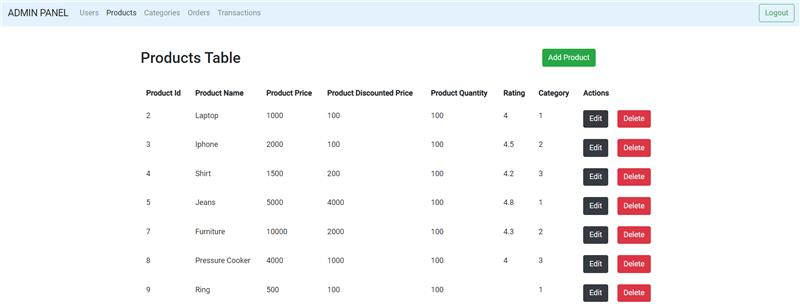 ADMIN PANEL Users Products Categories Orders Transactions Logout
Products Table Add Product
Product Id Product Name Product Price Product Discounted Price Product Quantity Rating Category Actions
2 Laptop 1000 100 100 4 1 Edit Delete
3 Iphone 2000 100 100 4.5 2 Edit Delete
4 Shirt 1500 200 100 4.2 3 Edit Delete
5 Jeans 5000 4000 100 4.8 1 Edit Delete
7 Furniture 10000 2000 100 4.3 2 Edit Delete
8 Pressure Cooker 4000 1000 100 4 3 Edit Delete
9 Ring 500 100 100 1 Edit Delete